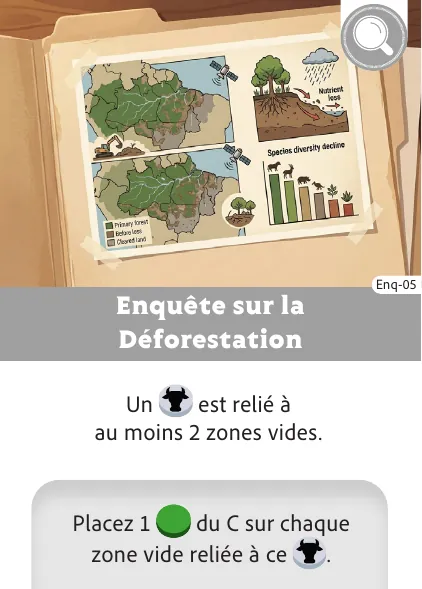 Nutrient
loss
Species diversity decline
Primary forest
Before loss
Cleared land
Enq-05
Enquête sur la
Déforestation
Un est relié à
au moins 2 zones vides.
Placez 1 du C sur chaque
zone vide reliée à ce .